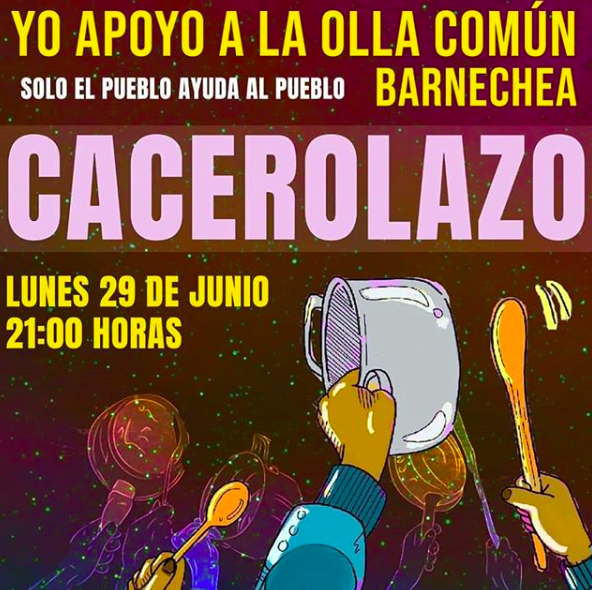 YO APOYO A LA OLLA COMÚN
SOLO EL PUEBLO AYUDA AL PUEBLO BARNECHEA
CACEROLAZO
LUNES 29 DE JUNIO
21:00 HORAS